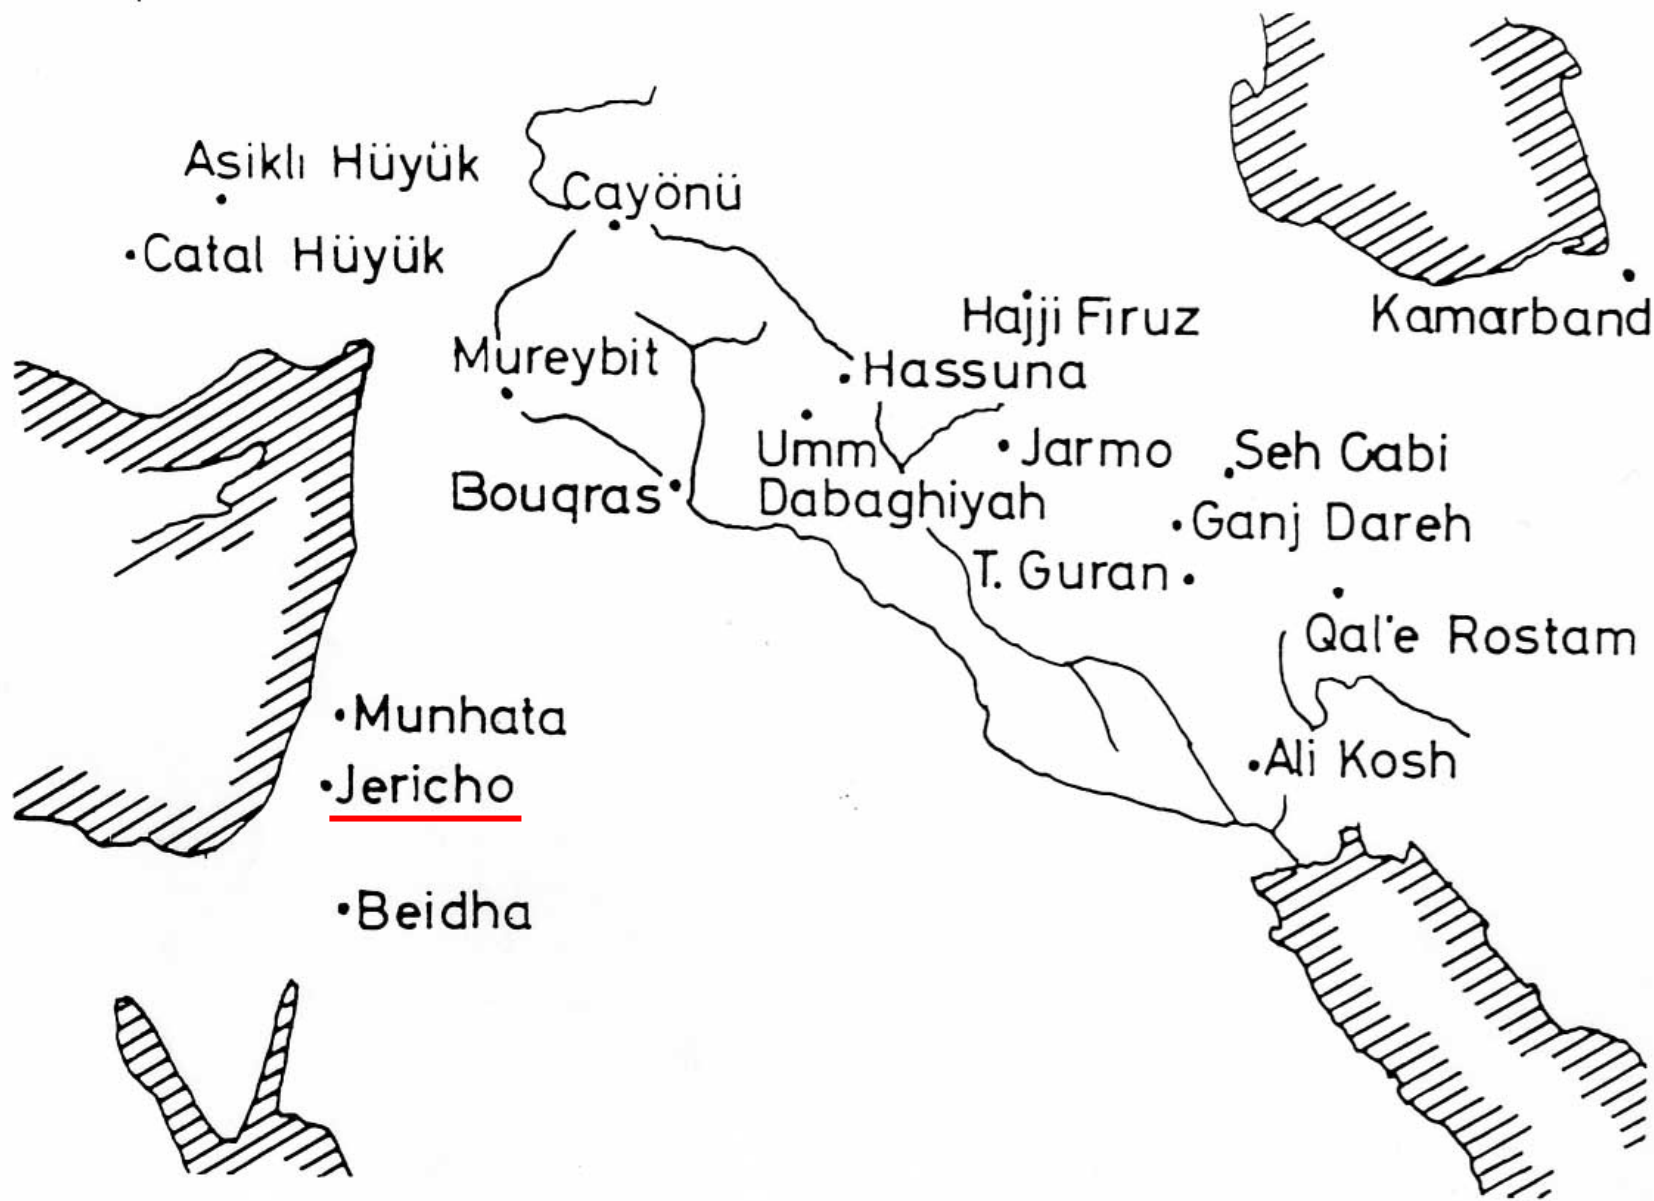 Asiklı Hüyük
Cayönü
Catal Hüyük
Hajji Firuz
Kamarband
Mureybit
Hassuna
Umm
Dabaghiyah
Jarmo
Seh Gabi
Bouqras
Ganj Dareh
T. Guran
Qal'e Rostam
Munhata
Ali Kosh
Jericho
Beidha